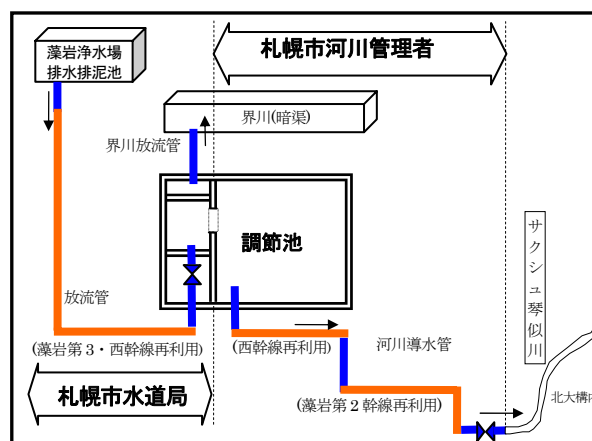 藻岩浄水場
排水排泥池
札幌市河川管理者
界川(暗渠)
界川放流管
調節池
サクシュ琴似川
放流管
(藻岩第3・西幹線再利用)
(西幹線再利用)
河川導水管
札幌市水道局
(藻岩第2幹線再利用)
北大構内